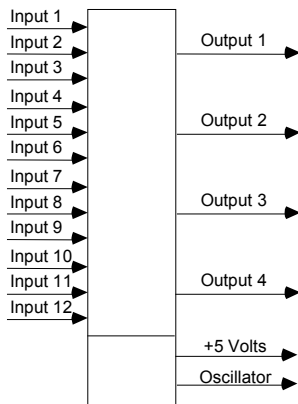 Input 1
Input 2
Input 3
Input 4
Input 5
Input 6
Input 7
Input 8
Input 9
Input 10
Input 11
Input 12
Output 1
Output 2
Output 3
Output 4
+5 Volts
Oscillator